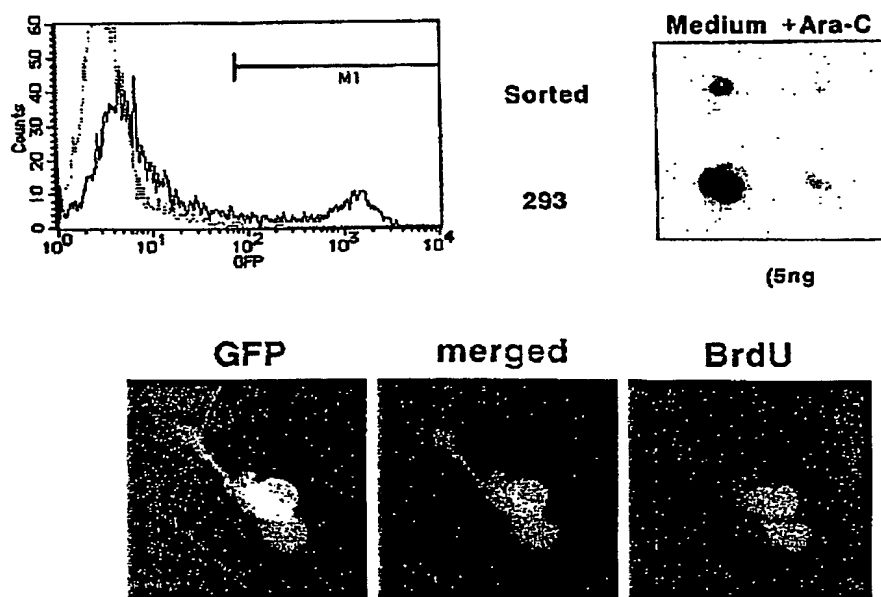 60
50
40
30
20
10
0
Counts
M1
10^0 10^1 10^2 10^3 10^4
GFP
Medium +Ara-C
Sorted
293
(5ng
GFP merged BrdU